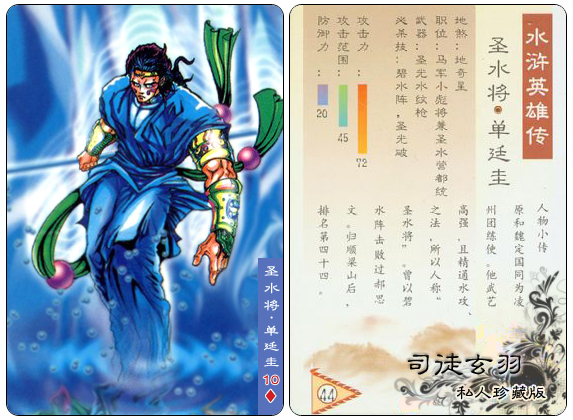 圣水将·单廷圭
10
水浒英雄传
圣水将·单廷圭
地煞：地奇星
职位：马军小彪将兼圣水营都统
武器：圣光水纹枪
必杀技：碧水阵，圣光破
攻击力：
72
攻击范围：
45
防御力：
20
人物小传
原和魏定国同为凌
州团练使。他武艺
高强，且精通水攻、
之法，所以人称“
圣水将”。曾以碧
水阵击败过郝思
文。归顺梁山后，
排名第四十四。
44
司徒玄羽
私人珍藏版